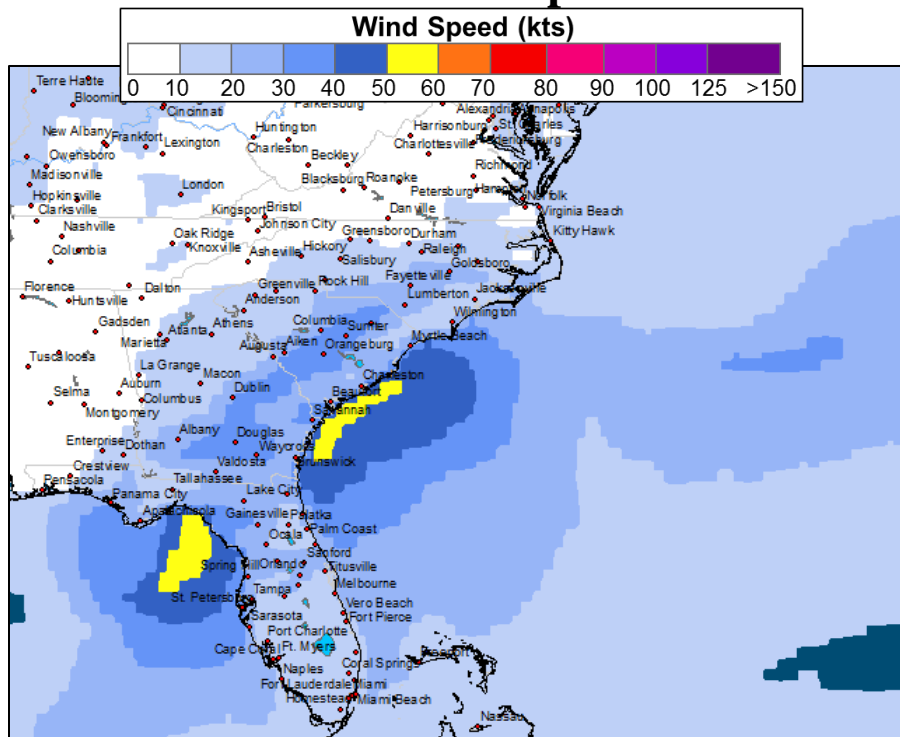 Wind Speed (kts)
0 10 20 30 40 50 60 70 80 90 100 125 >150
Terre Haute
Bloomin
Cincinnati
Parkersburg
Alexandria
Annapolis
New Albany
Frankfort
Lexington
Huntington
Charleston
Harrisonburg
St. Charles
Fredericksburg
Charlottesville
Owensboro
Beckley
Madisonville
London
Blacksburg
Roanoke
Richmond
Petersburg
Hampton
Norfolk
Hopkinsville
Clarksville
Kingsport
Bristol
Danville
Virginia Beach
Nashville
Oak Ridge
Knoxville
Johnson City
Greensboro
Durham
Kitty Hawk
Columbia
Asheville
Hickory
Salisbury
Raleigh
Goldsboro
Florence
Huntsville
Dalton
Greenville
Anderson
Rock Hill
Fayetteville
Lumberton
Jacksonville
Gadsden
Marietta
Atlanta
Athens
Columbia
Sumter
Wilmington
Tuscaloosa
Augusta
Aiken
Orangeburg
Myrtle Beach
La Grange
Macon
Charleston
Selma
Auburn
Columbus
Dublin
Beaufort
Montgomery
Savannah
Enterprise
Dothan
Albany
Douglas
Waycross
Brunswick
Crestview
Pensacola
Valdosta
Tallahassee
Panama City
Lake City
Apalachicola
Gainesville
Palatka
Ocala
Palm Coast
Spring Hill
Orlando
Sanford
Titusville
St. Petersburg
Tampa
Melbourne
Sarasota
Vero Beach
Fort Pierce
Port Charlotte
Cape Coral
Ft. Myers
Naples
Coral Springs
Freeport
Fort Lauderdale
Miami
Homestead
Miami Beach
Nassau